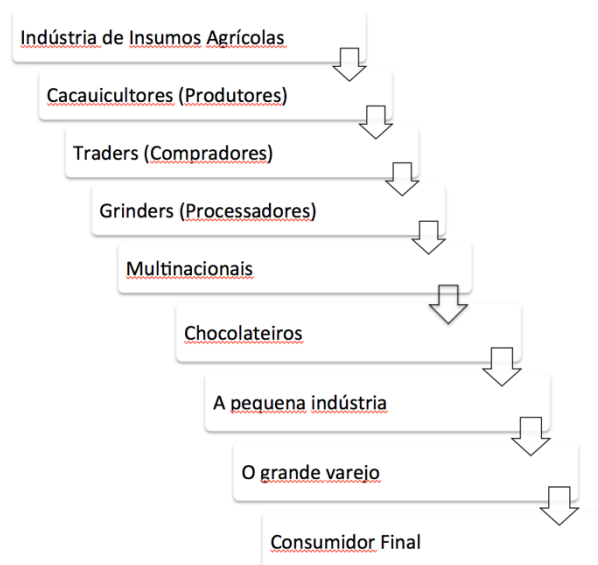 Indústria de Insumos Agrícolas
Cacauicultores (Produtores)
Traders (Compradores)
Grinders (Processadores)
Multinacionais
Chocolateiros
A pequena indústria
O grande varejo
Consumidor Final